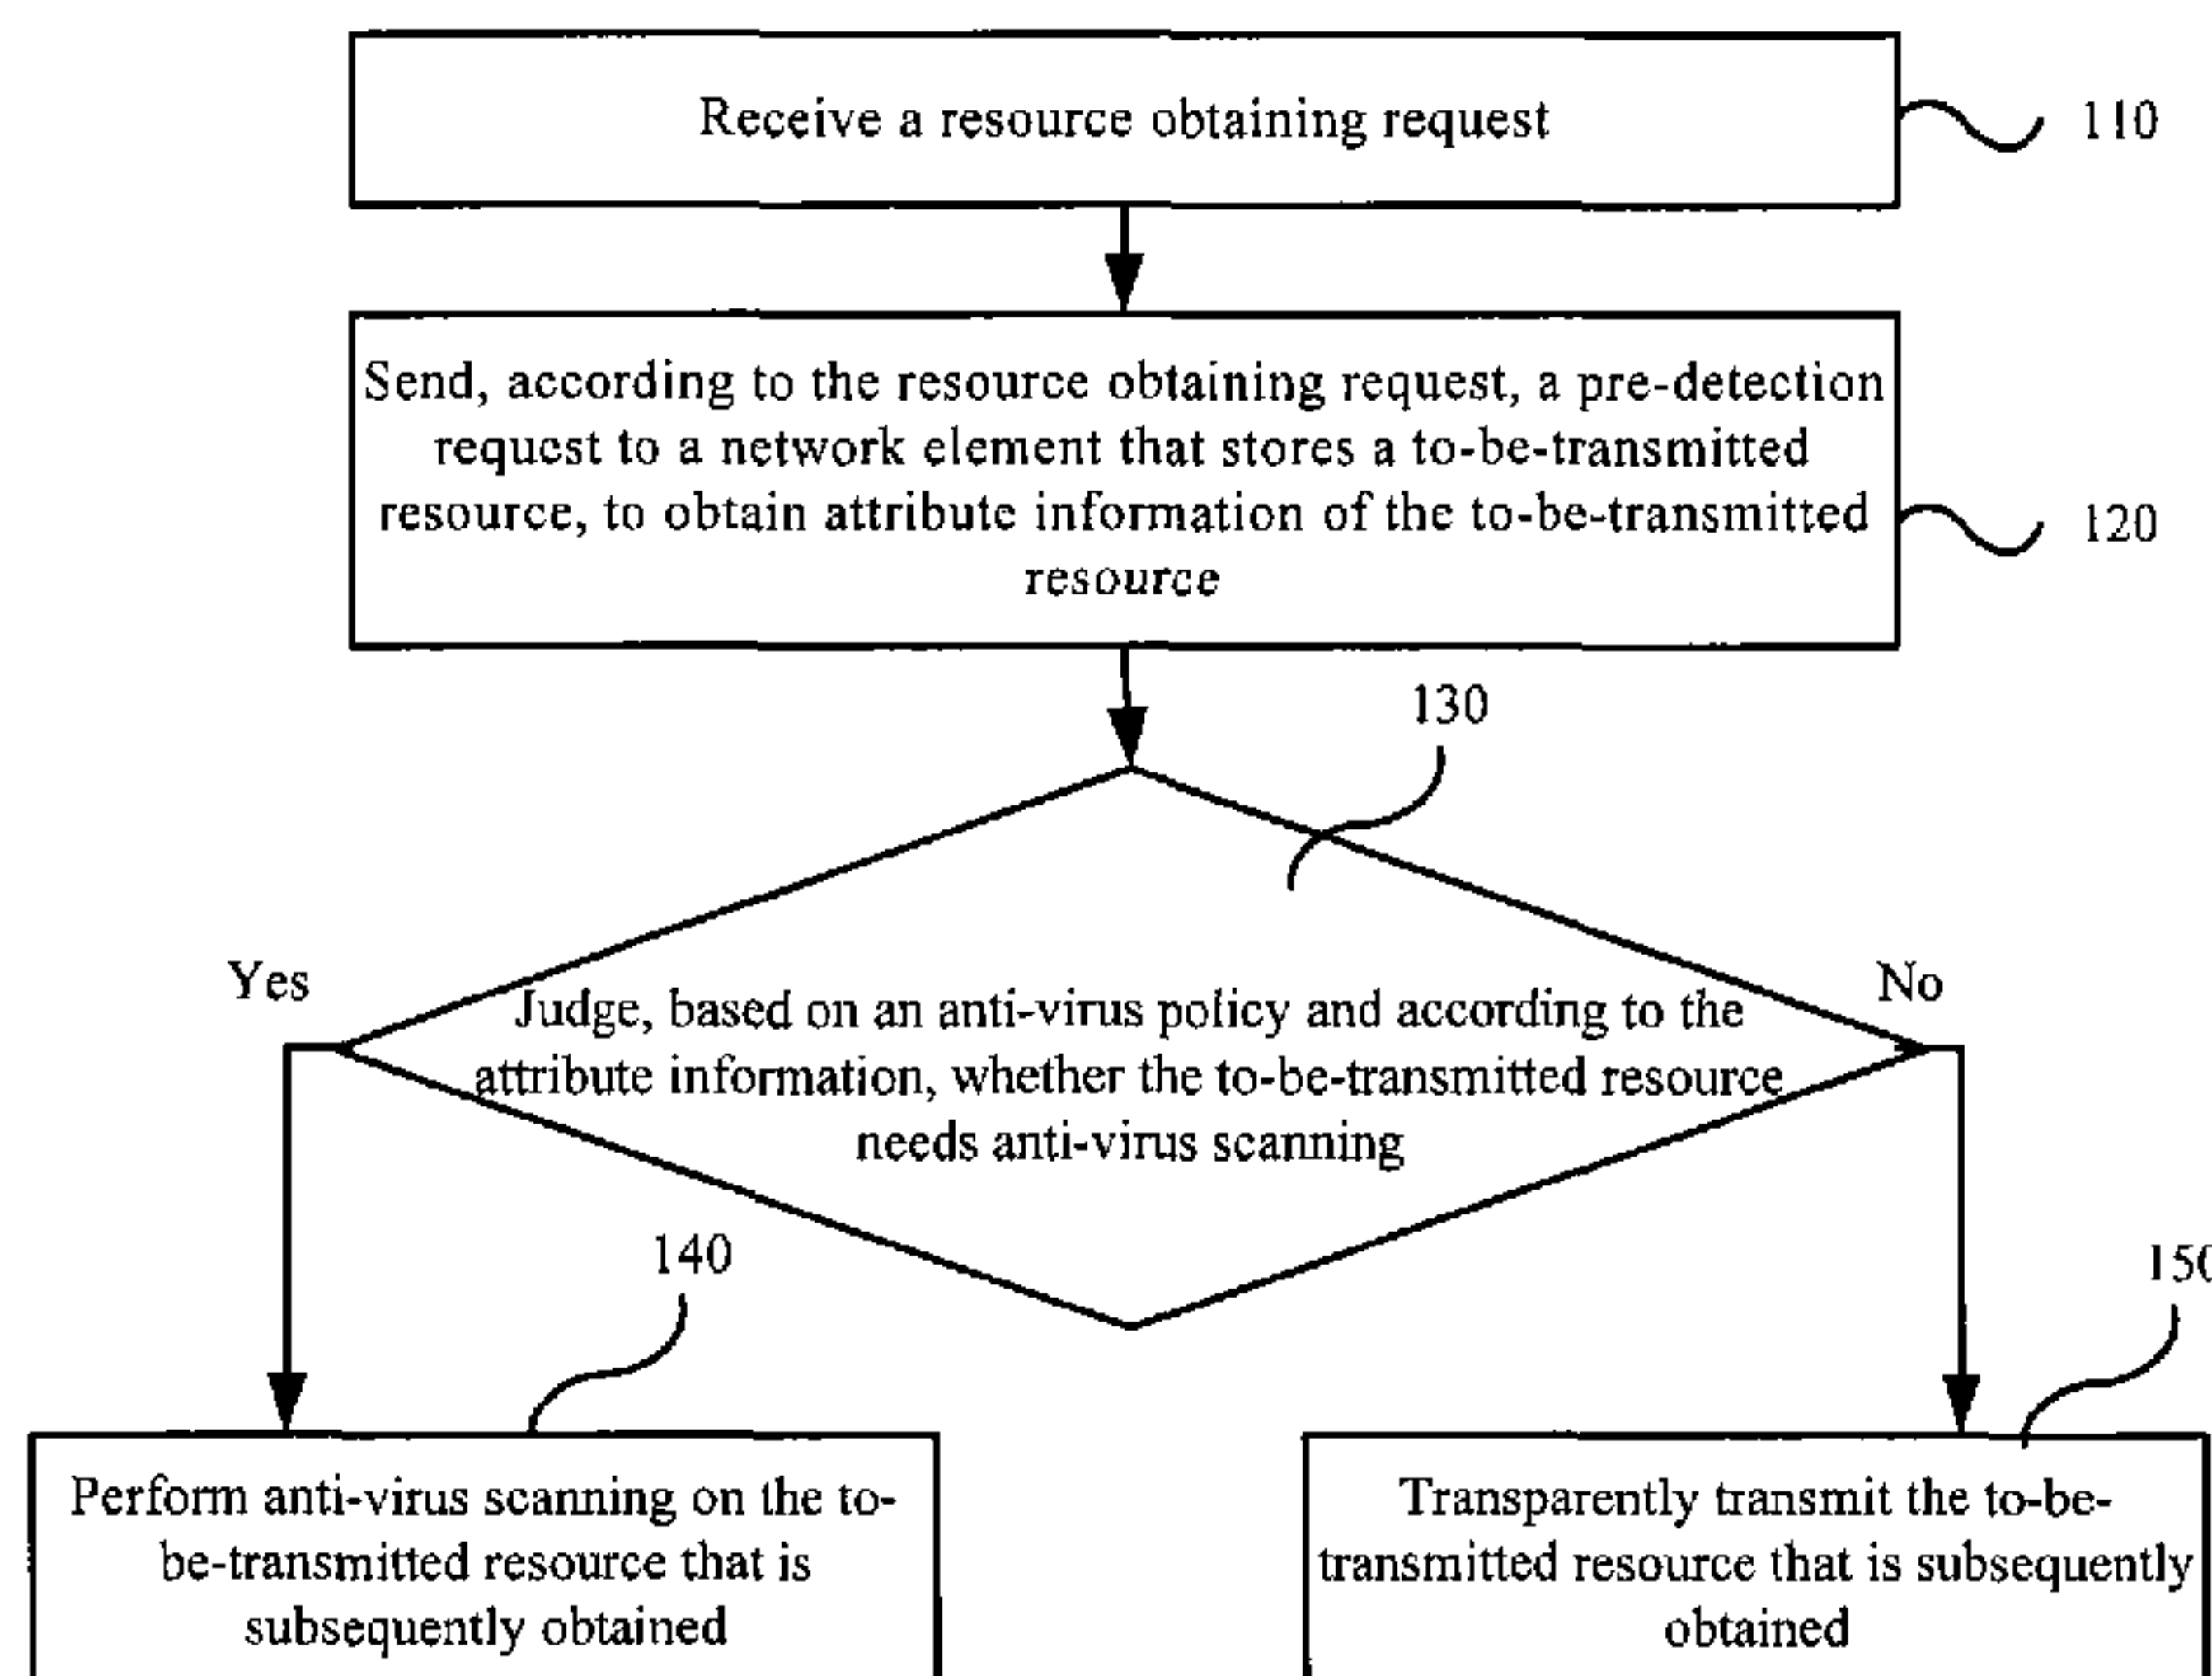 Receive a resource obtaining request
110
Send, according to the resource obtaining request, a pre-detection
request to a network element that stores a to-be-transmitted
resource, to obtain attribute information of the to-be-transmitted
resource
120
130
Yes
No
Judge, based on an anti-virus policy and according to the
attribute information, whether the to-be-transmitted resource
needs anti-virus scanning
140
150
Perform anti-virus scanning on the to-
be-transmitted resource that is
subsequently obtained
Transparently transmit the to-be-
transmitted resource that is subsequently
obtained